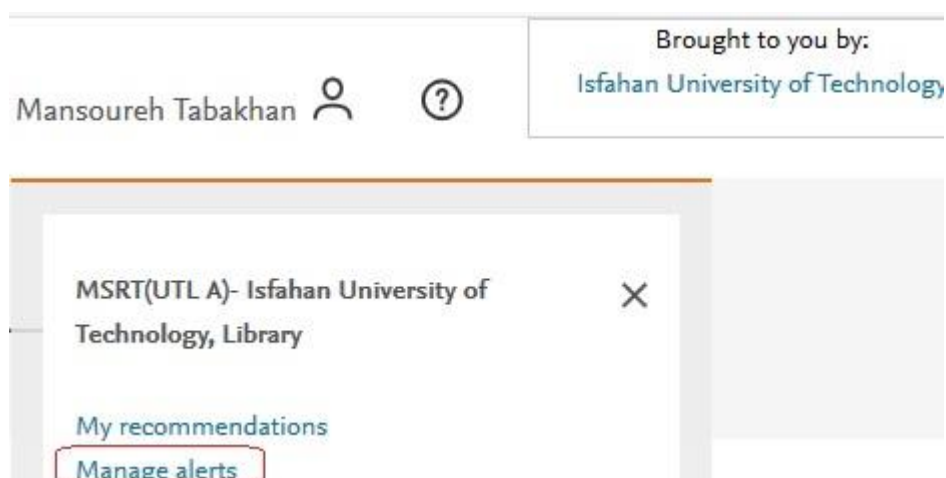 Brought to you by:
Isfahan University of Technology
Mansoureh Tabakhan
MSRT(UTL A)- Isfahan University of
Technology, Library
My recommendations
Manage alerts